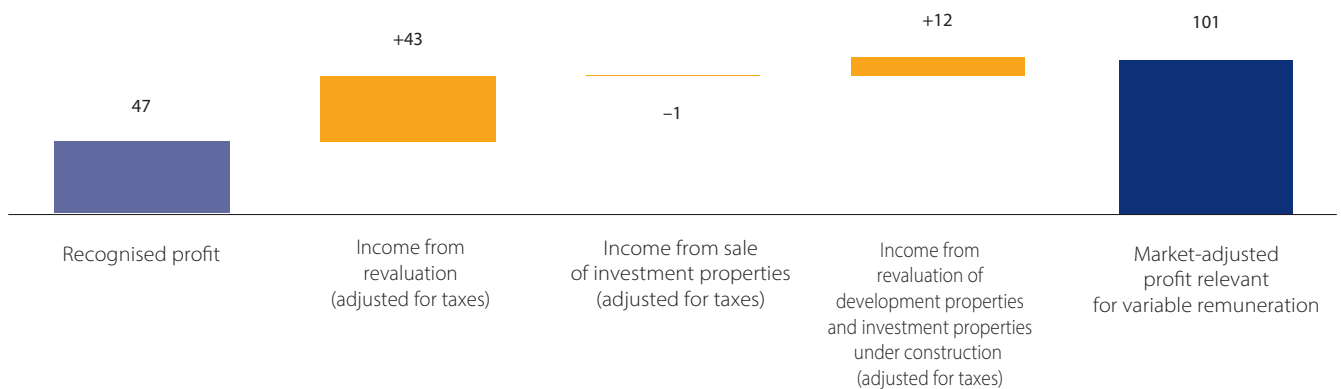 47
+43
–1
+12
101
Recognised profit
Income from
revaluation
(adjusted for taxes)
Income from sale
of investment properties
(adjusted for taxes)
Income from
revaluation of
development properties
and investment properties
under construction
(adjusted for taxes)
Market-adjusted
profit relevant
for variable remuneration